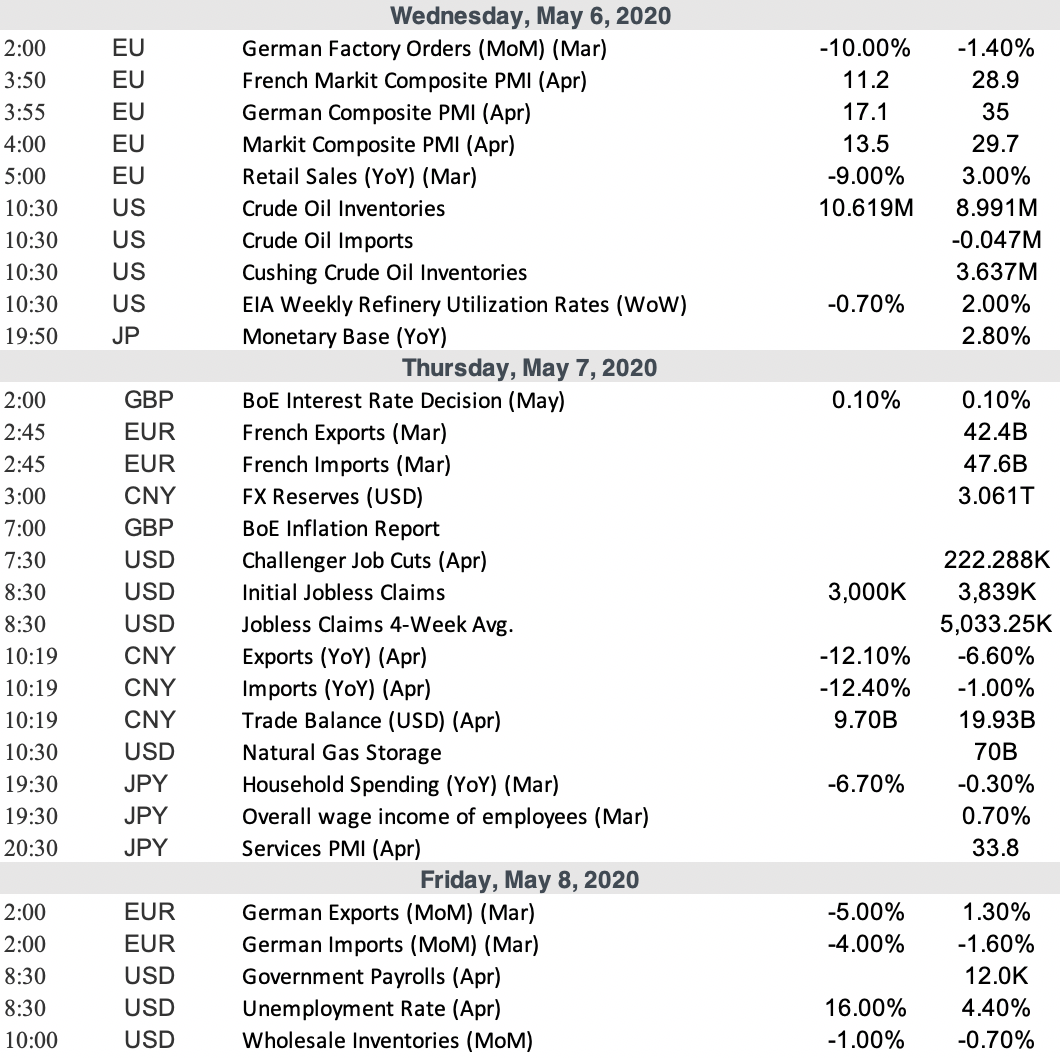 Wednesday, May 6, 2020
2:00 EU German Factory Orders (MoM) (Mar) -10.00% -1.40%
3:50 EU French Markit Composite PMI (Apr) 11.2 28.9
3:55 EU German Composite PMI (Apr) 17.1 35
4:00 EU Markit Composite PMI (Apr) 13.5 29.7
5:00 EU Retail Sales (YoY) (Mar) -9.00% 3.00%
10:30 US Crude Oil Inventories 10.619M 8.991M
10:30 US Crude Oil Imports -0.047M
10:30 US Cushing Crude Oil Inventories 3.637M
10:30 US EIA Weekly Refinery Utilization Rates (WoW) -0.70% 2.00%
19:50 JP Monetary Base (YoY) 2.80%
Thursday, May 7, 2020
2:00 GBP BoE Interest Rate Decision (May) 0.10% 0.10%
2:45 EUR French Exports (Mar) 42.4B
2:45 EUR French Imports (Mar) 47.6B
3:00 CNY FX Reserves (USD) 3.061T
7:00 GBP BoE Inflation Report
7:30 USD Challenger Job Cuts (Apr) 222.288K
8:30 USD Initial Jobless Claims 3,000K 3,839K
8:30 USD Jobless Claims 4-Week Avg. 5,033.25K
10:19 CNY Exports (YoY) (Apr) -12.10% -6.60%
10:19 CNY Imports (YoY) (Apr) -12.40% -1.00%
10:19 CNY Trade Balance (USD) (Apr) 9.70B 19.93B
10:30 USD Natural Gas Storage 70B
19:30 JPY Household Spending (YoY) (Mar) -6.70% -0.30%
19:30 JPY Overall wage income of employees (Mar) 0.70%
20:30 JPY Services PMI (Apr) 33.8
Friday, May 8, 2020
2:00 EUR German Exports (MoM) (Mar) -5.00% 1.30%
2:00 EUR German Imports (MoM) (Mar) -4.00% -1.60%
8:30 USD Government Payrolls (Apr) 12.0K
8:30 USD Unemployment Rate (Apr) 16.00% 4.40%
10:00 USD Wholesale Inventories (MoM) -1.00% -0.70%